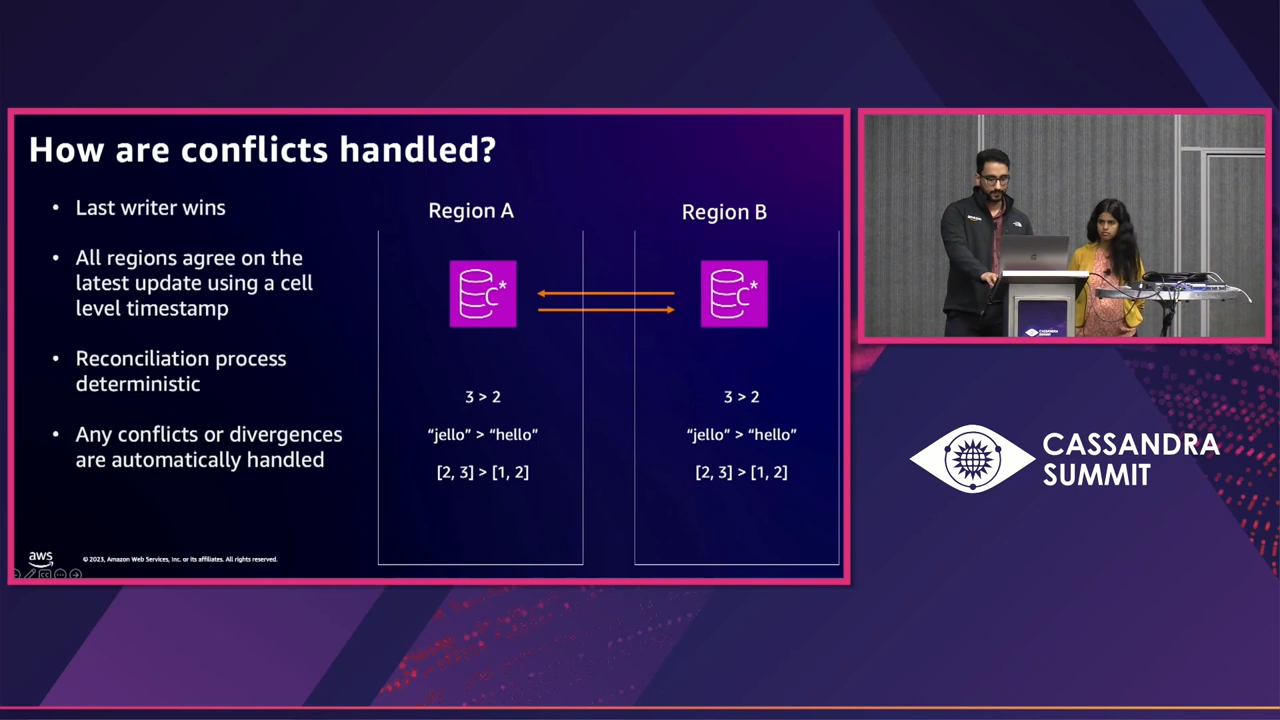 How are conflicts handled?
• Last writer wins
• All regions agree on the
latest update using a cell
level timestamp
• Reconciliation process
deterministic
• Any conflicts or divergences
are automatically handled
Region A
C*
3 > 2
“jello” > “hello”
[2, 3] > [1, 2]
Region B
C*
3 > 2
“jello” > “hello”
[2, 3] > [1, 2]
aws
© 2023, Amazon Web Services, Inc. or its affiliates. All rights reserved.
CASSANDRA
SUMMIT